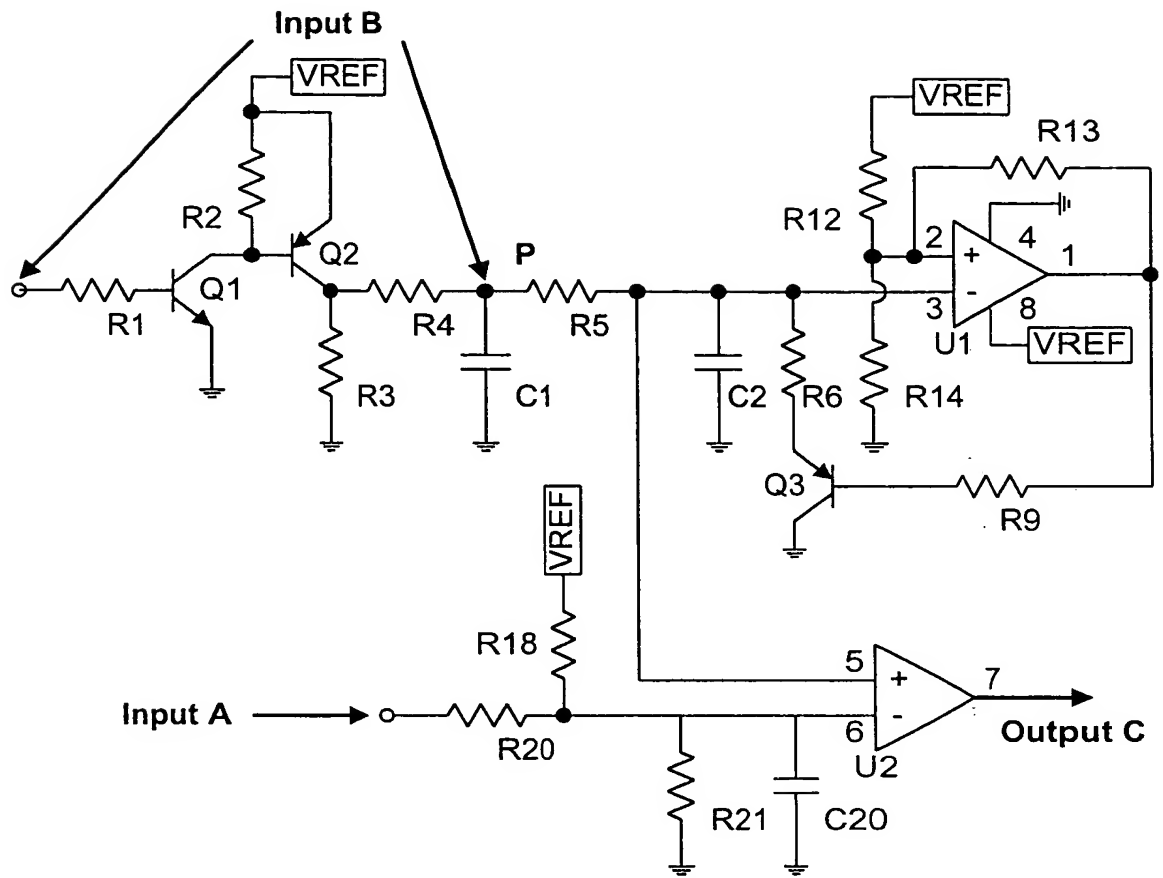 Input B
VREF
VREF
R13
R2
R12
Q2
P
2
+
4
1
Q1
R1
R4
R5
3
-
8
U1
VREF
R3
C1
C2
R6
R14
Q3
R9
VREF
R18
5
+
7
Input A
R20
6
-
Output C
U2
R21
C20